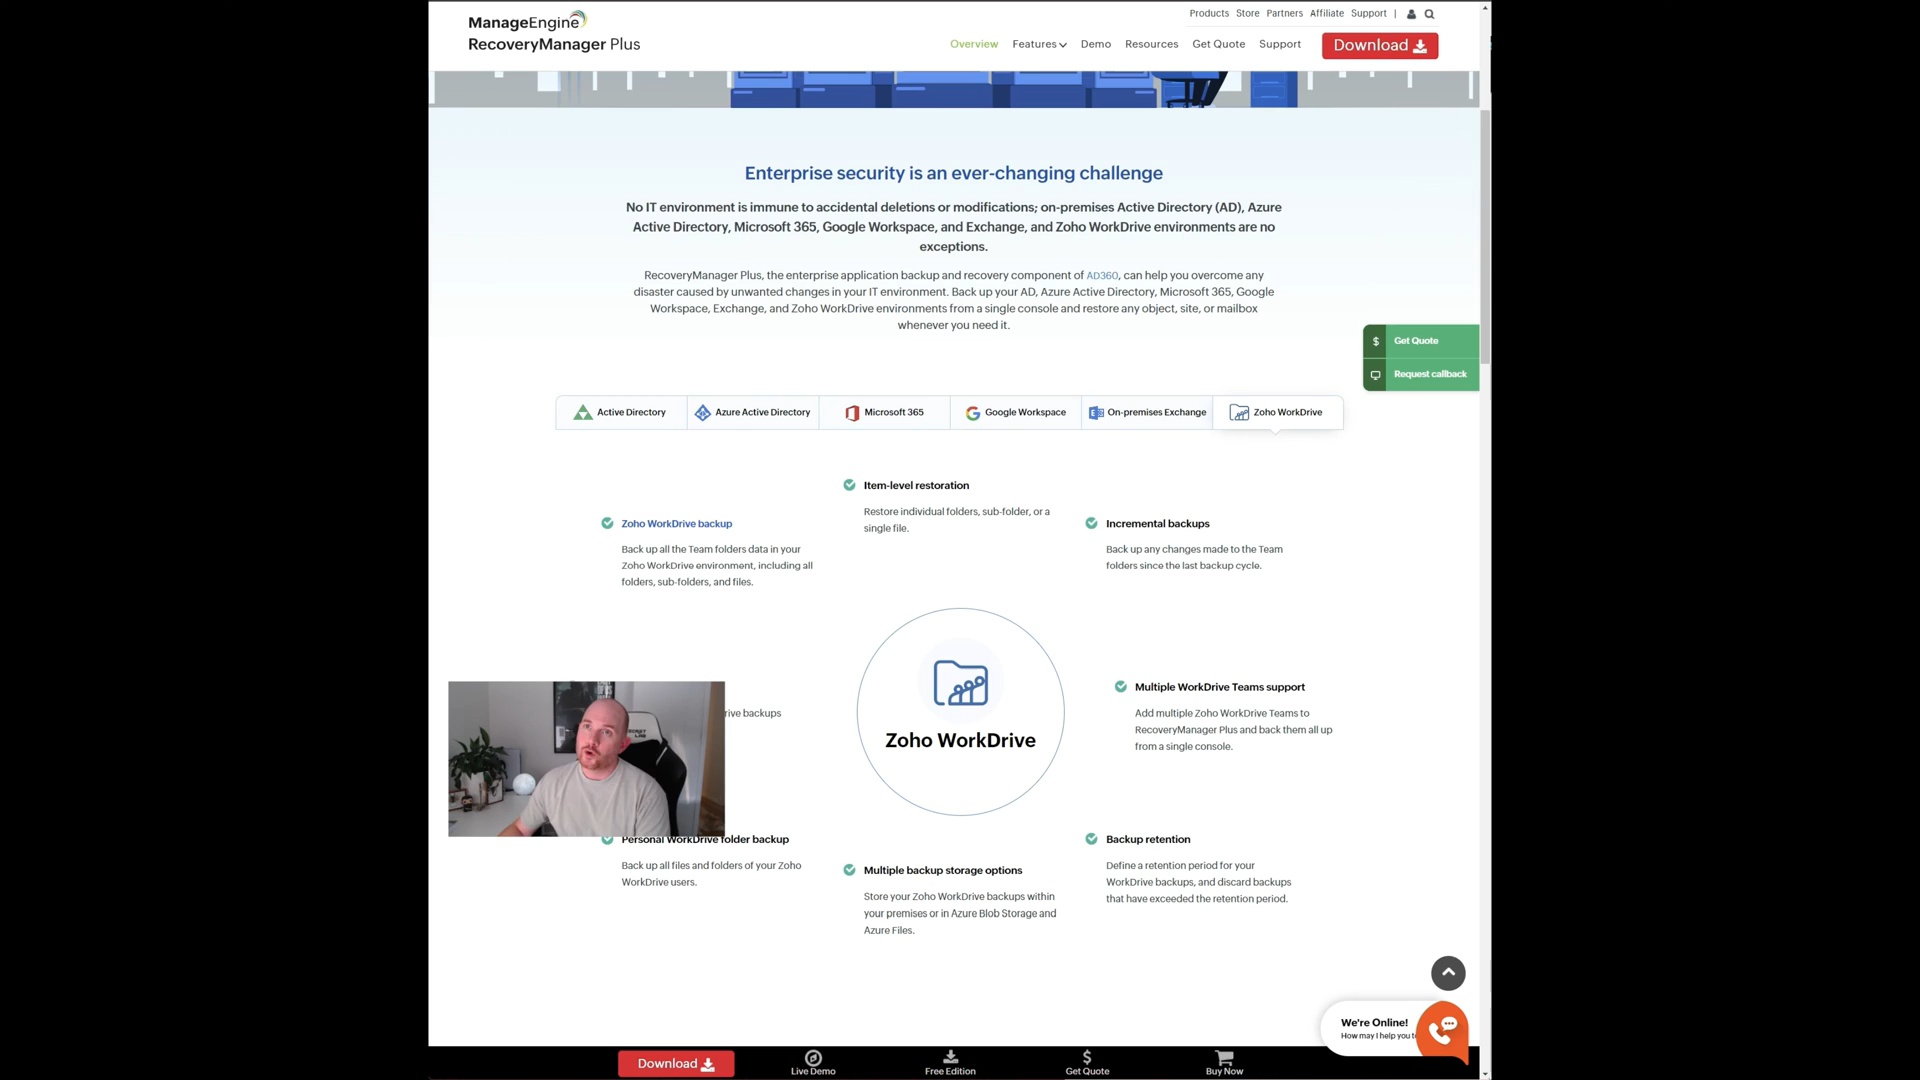 ManageEngine
RecoveryManager Plus
Products Store Partners Affiliate Support |
Overview Features Demo Resources Get Quote Support Download
Enterprise security is an ever-changing challenge
No IT environment is immune to accidental deletions or modifications; on-premises Active Directory (AD), Azure
Active Directory, Microsoft 365, Google Workspace, and Exchange, and Zoho WorkDrive environments are no
exceptions.
RecoveryManager Plus, the enterprise application backup and recovery component of AD360, can help you overcome any
disaster caused by unwanted changes in your IT environment. Back up your AD, Azure Active Directory, Microsoft 365, Google
Workspace, Exchange, and Zoho WorkDrive environments from a single console and restore any object, site, or mailbox
whenever you need it.
$ Get Quote
Request callback
Active Directory Azure Active Directory Microsoft 365 Google Workspace On-premises Exchange Zoho WorkDrive
Item-level restoration
Restore individual folders, sub-folder, or a
single file.
Zoho WorkDrive backup
Back up all the Team folders data in your
Zoho WorkDrive environment, including all
folders, sub-folders, and files.
Incremental backups
Back up any changes made to the Team
folders since the last backup cycle.
rive backups
Zoho WorkDrive
Multiple WorkDrive Teams support
Add multiple Zoho WorkDrive Teams to
RecoveryManager Plus and back them all up
from a single console.
Personal WorkDrive folder backup
Back up all files and folders of your Zoho
WorkDrive users.
Multiple backup storage options
Store your Zoho WorkDrive backups within
your premises or in Azure Blob Storage and
Azure Files.
Backup retention
Define a retention period for your
WorkDrive backups, and discard backups
that have exceeded the retention period.
We're Online!
How may I help you t
Download Live Demo Free Edition $ Get Quote Buy Now